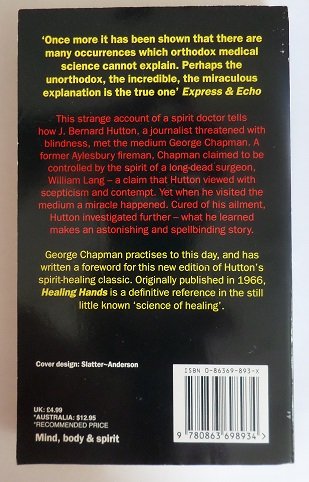 ‘Once more it has been shown that there are
many occurrences which orthodox medical
science cannot explain. Perhaps the
unorthodox, the incredible, the miraculous
explanation is the true one’ Express & Echo
This strange account of a spirit doctor tells
how J. Bernard Hutton, a journalist threatened with
blindness, met the medium George Chapman. A
former Aylesbury fireman, Chapman claimed to be
controlled by the spirit of a long-dead surgeon,
William Lang – a claim that Hutton viewed with
scepticism and contempt. Yet when he visited the
medium a miracle happened. Cured of his ailment,
Hutton investigated further – what he learned
makes an astonishing and spellbinding story.
George Chapman practises to this day, and has
written a foreword for this new edition of Hutton’s
spirit-healing classic. Originally published in 1966,
Healing Hands is a definitive reference in the still
little known ‘science of healing’.
Cover design: Slatter–Anderson
ISBN 0-86369-893-X
9 780863 698934 >
UK: £4.99
*AUSTRALIA: $12.95
*RECOMMENDED PRICE
Mind, body & spirit